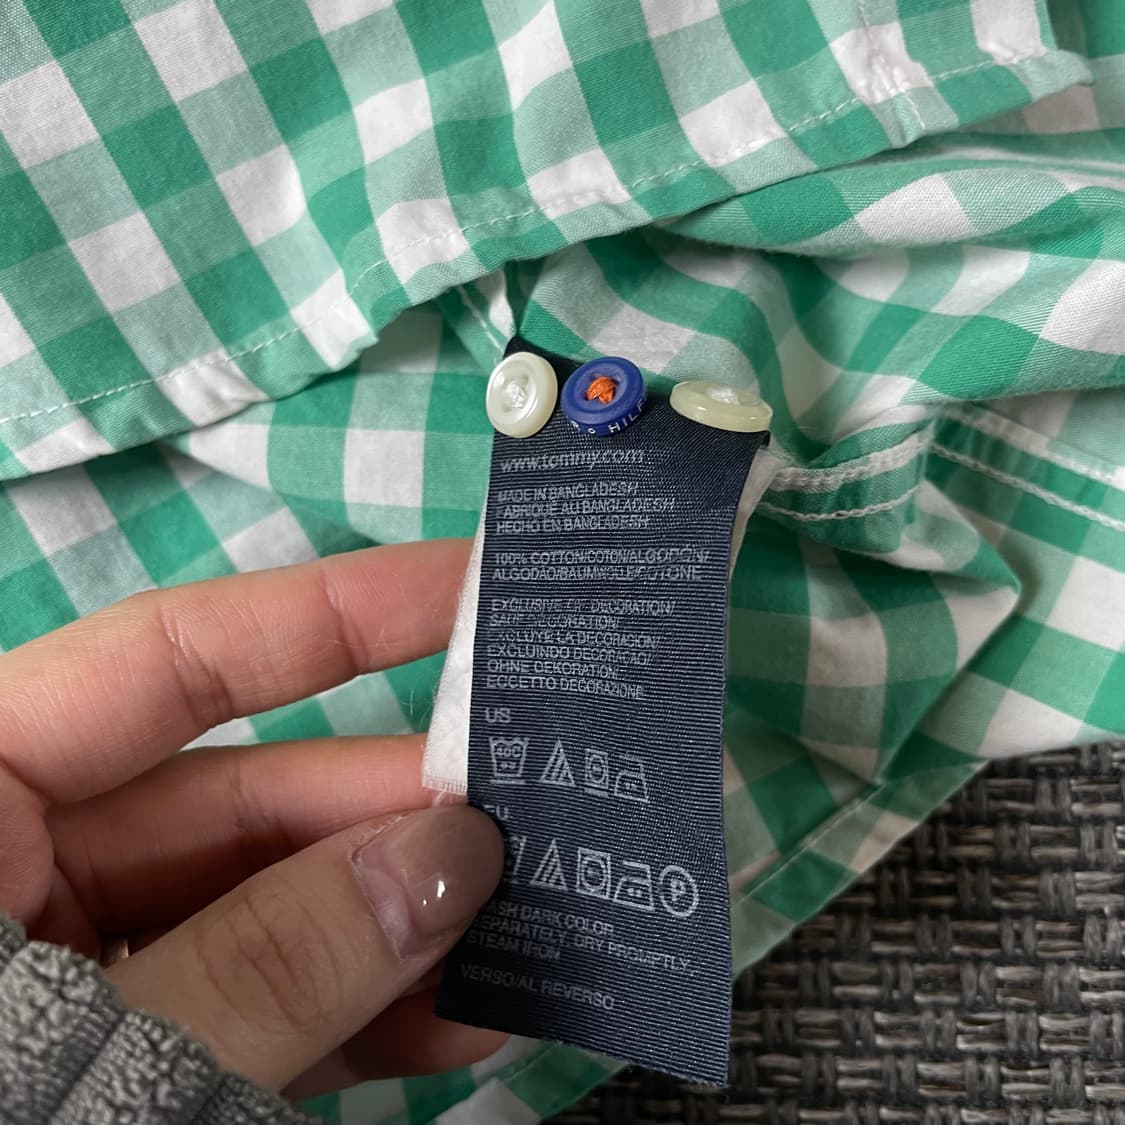 HILF
www.tommy.com
MADE IN BANGLADESH
FABRIQUE AU BANGLADESH
HECHO EN BANGLADESH
100% COTTON/COTON/ALGODON/
ALGODAO/BAUMWOLLE/COTONE
EXCLUSIVE OF DECORATION/
SAUF DECORATION/
EXCLUYE LA DECORACION/
EXCLUINDO DECORACAO/
OHNE DEKORATION/
ECCETTO DECORAZIONE
US
EU
P
ASH DARK COLOR
SEPARATELY, DRY PROMPTLY,
STEAM IRON
VERSO/AL REVERSO